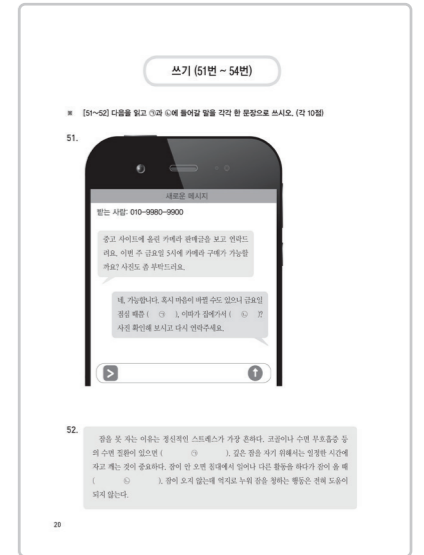 쓰기 (51번 ~ 54번)
※ [51~52] 다음을 읽고 ㉠과 ㉡에 들어갈 말을 각각 한 문장으로 쓰시오. (각 10점)
51.
새로운 메시지
받는 사람: 010-9980-9900
중고 사이트에 올린 카메라 판매글을 보고 연락드
려요. 이번 주 금요일 5시에 카메라 구매가 가능할
까요? 사진도 좀 부탁드려요.
네, 가능합니다. 혹시 마음이 바뀔 수도 있으니 금요일
점심 때쯤 ( ㉠ ). 이따가 집에가서 ( ㉡ )?
사진 확인해 보시고 다시 연락주세요.
52.
잠을 못 자는 이유는 정신적인 스트레스가 가장 흔하다. 코골이나 수면 무호흡증 등
의 수면 질환이 있으면 ( ㉠ ). 깊은 잠을 자기 위해서는 일정한 시간에
자고 깨는 것이 중요하다. 잠이 안 오면 침대에서 일어나 다른 활동을 하다가 잠이 올 때
( ㉡ ). 잠이 오지 않는데 억지로 누워 잠을 청하는 행동은 전혀 도움이
되지 않는다.
20